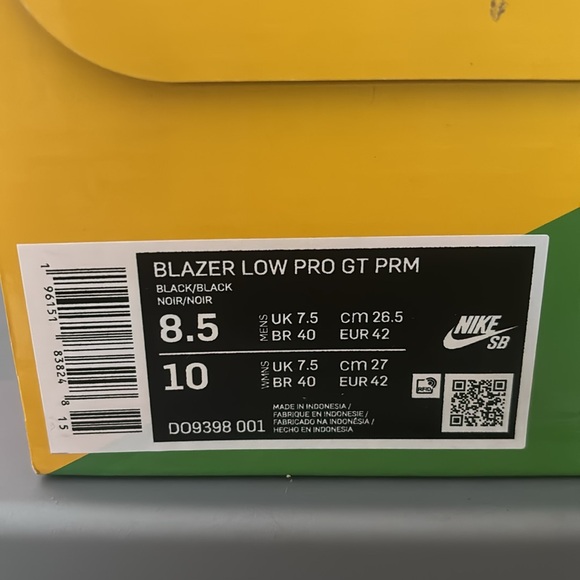 BLAZER LOW PRO GT PRM
BLACK/BLACK
NOIR/NOIR
8.5 MENS UK 7.5 cm 26.5
BR 40 EUR 42
10 WMNS UK 7.5 cm 27
BR 40 EUR 42
MADE IN INDONESIA /
FABRIQUE EN INDONESIE /
FABRICADO NA INDONÉSIA /
HECHO EN INDONESIA
DO9398 001
NIKE
SB
RFID
1 96151 83824 8 15